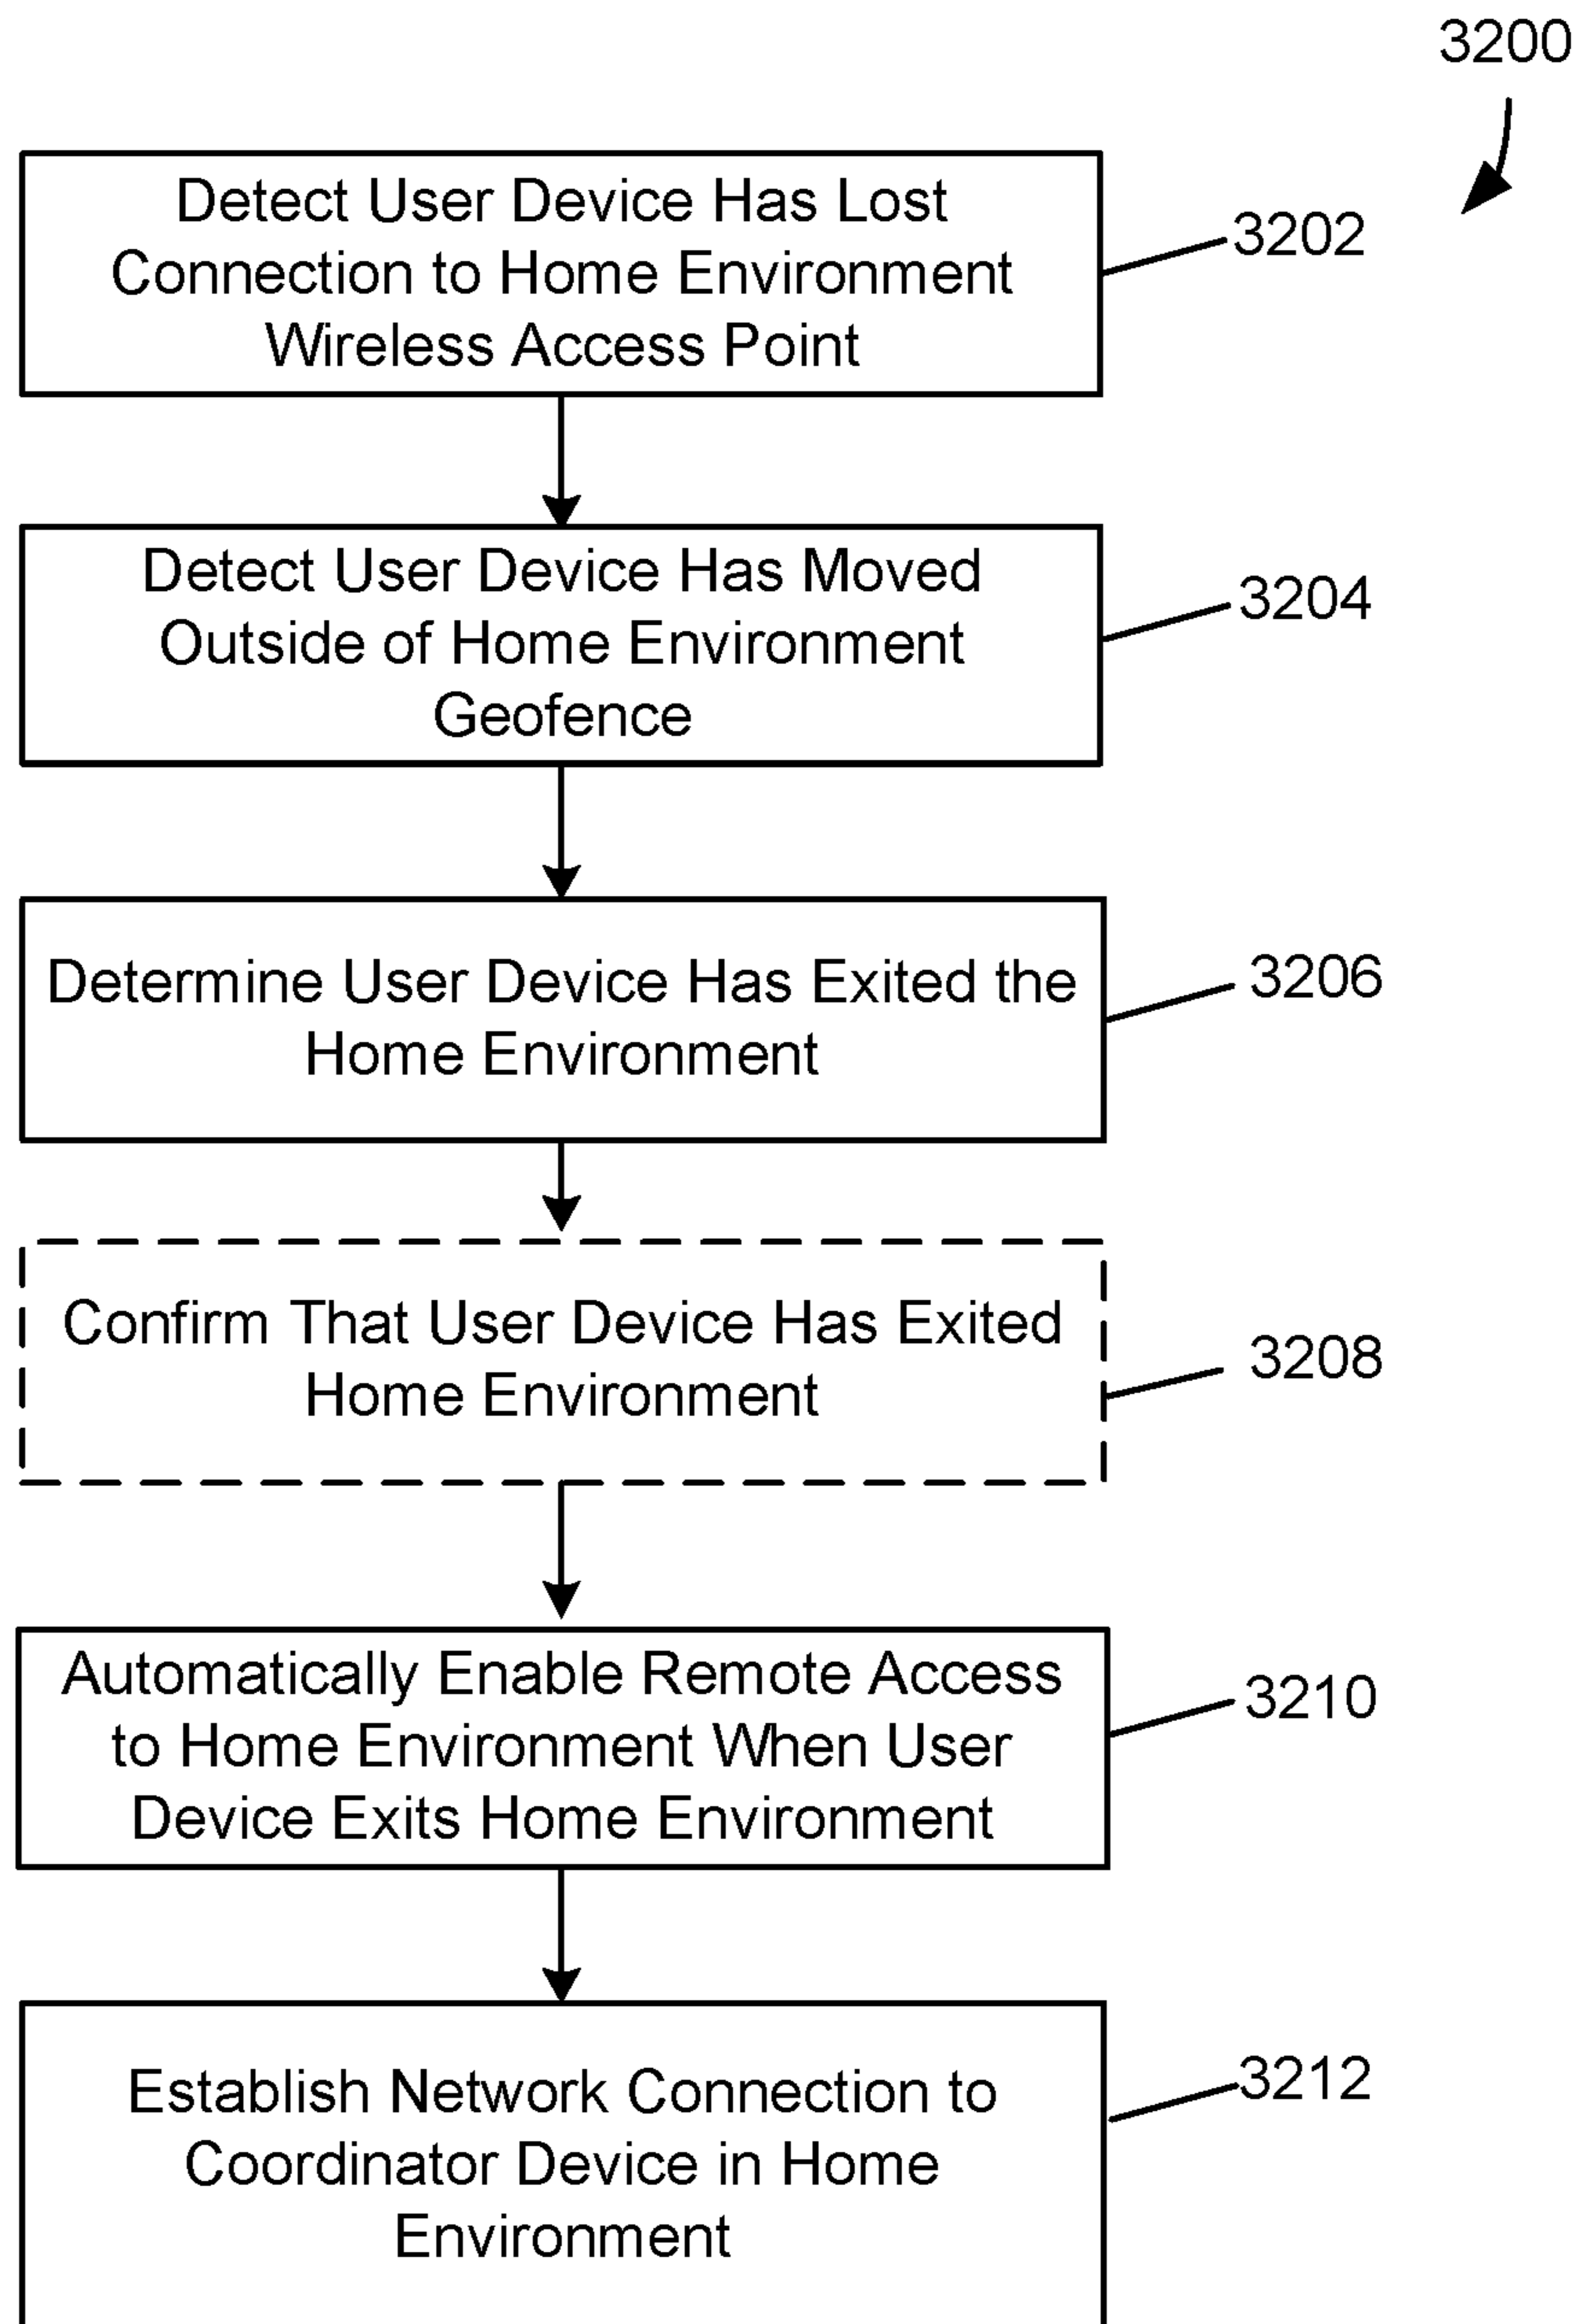 3200
Detect User Device Has Lost
Connection to Home Environment
Wireless Access Point
3202
Detect User Device Has Moved
Outside of Home Environment
Geofence
3204
Determine User Device Has Exited the
Home Environment
3206
Confirm That User Device Has Exited
Home Environment
3208
Automatically Enable Remote Access
to Home Environment When User
Device Exits Home Environment
3210
Establish Network Connection to
Coordinator Device in Home
Environment
3212